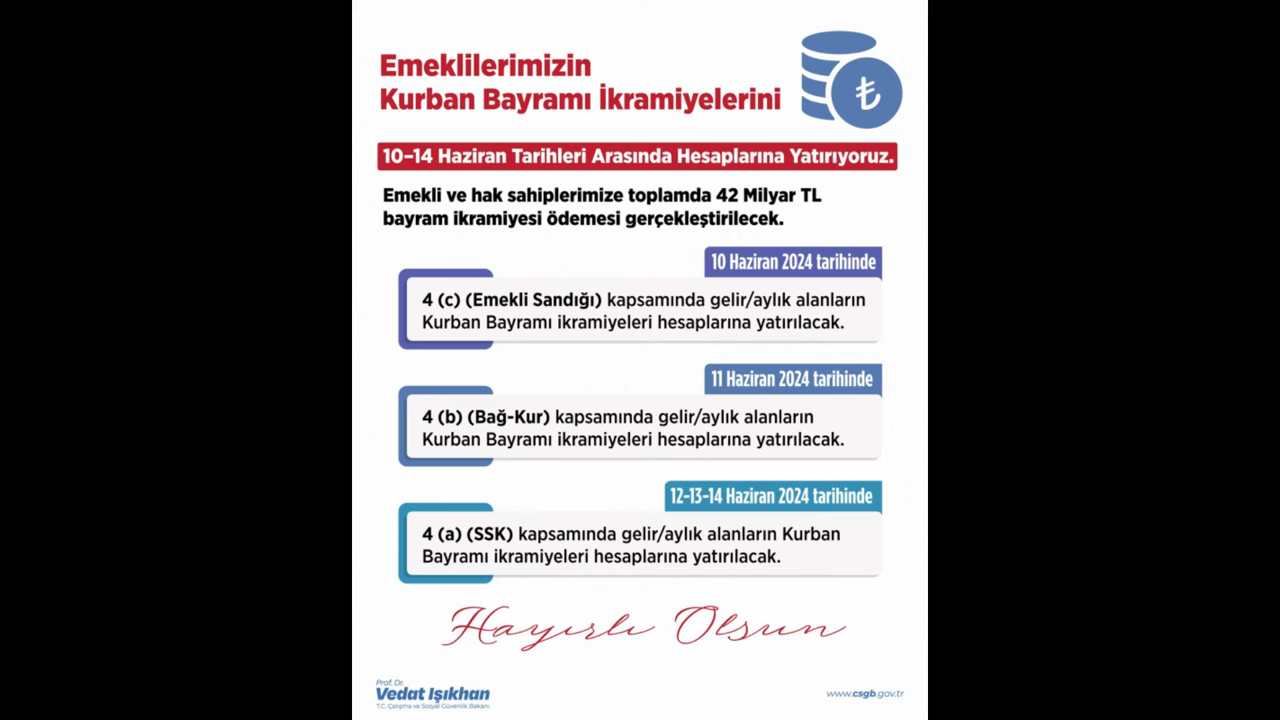 Emeklilerimizin
Kurban Bayramı İkramiyelerini
₺
10–14 Haziran Tarihleri Arasında Hesaplarına Yatırıyoruz.
Emekli ve hak sahiplerimize toplamda 42 Milyar TL
bayram ikramiyesi ödemesi gerçekleştirilecek.
10 Haziran 2024 tarihinde
4 (c) (Emekli Sandığı) kapsamında gelir/aylık alanların
Kurban Bayramı ikramiyeleri hesaplarına yatırılacak.
11 Haziran 2024 tarihinde
4 (b) (Bağ-Kur) kapsamında gelir/aylık alanların
Kurban Bayramı ikramiyeleri hesaplarına yatırılacak.
12-13-14 Haziran 2024 tarihinde
4 (a) (SSK) kapsamında gelir/aylık alanların Kurban
Bayramı ikramiyeleri hesaplarına yatırılacak.
Hayırlı Olsun
Prof. Dr.
Vedat Işıkhan
T.C. Çalışma ve Sosyal Güvenlik Bakanı
www.csgb.gov.tr